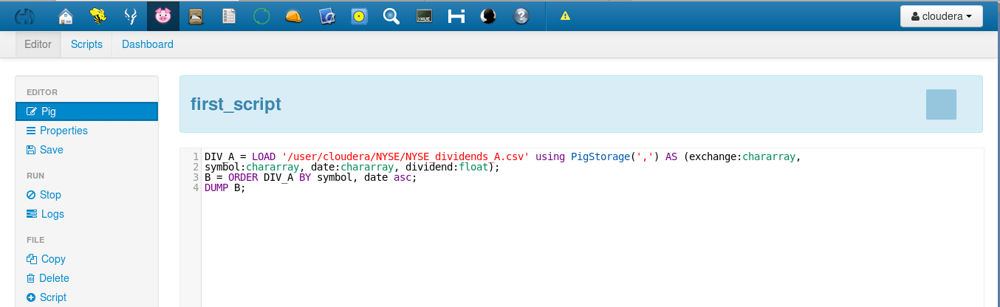 >HUE
cloudera
Editor
Scripts
Dashboard
EDITOR
Pig
Properties
Save
RUN
Stop
Logs
FILE
Copy
Delete
Script
first_script
1 DIV_A = LOAD '/user/cloudera/NYSE/NYSE_dividends_A.csv' using PigStorage(',') AS (exchange:chararray,
2 symbol:chararray, date:chararray, dividend:float);
3 B = ORDER DIV_A BY symbol, date asc;
4 DUMP B;